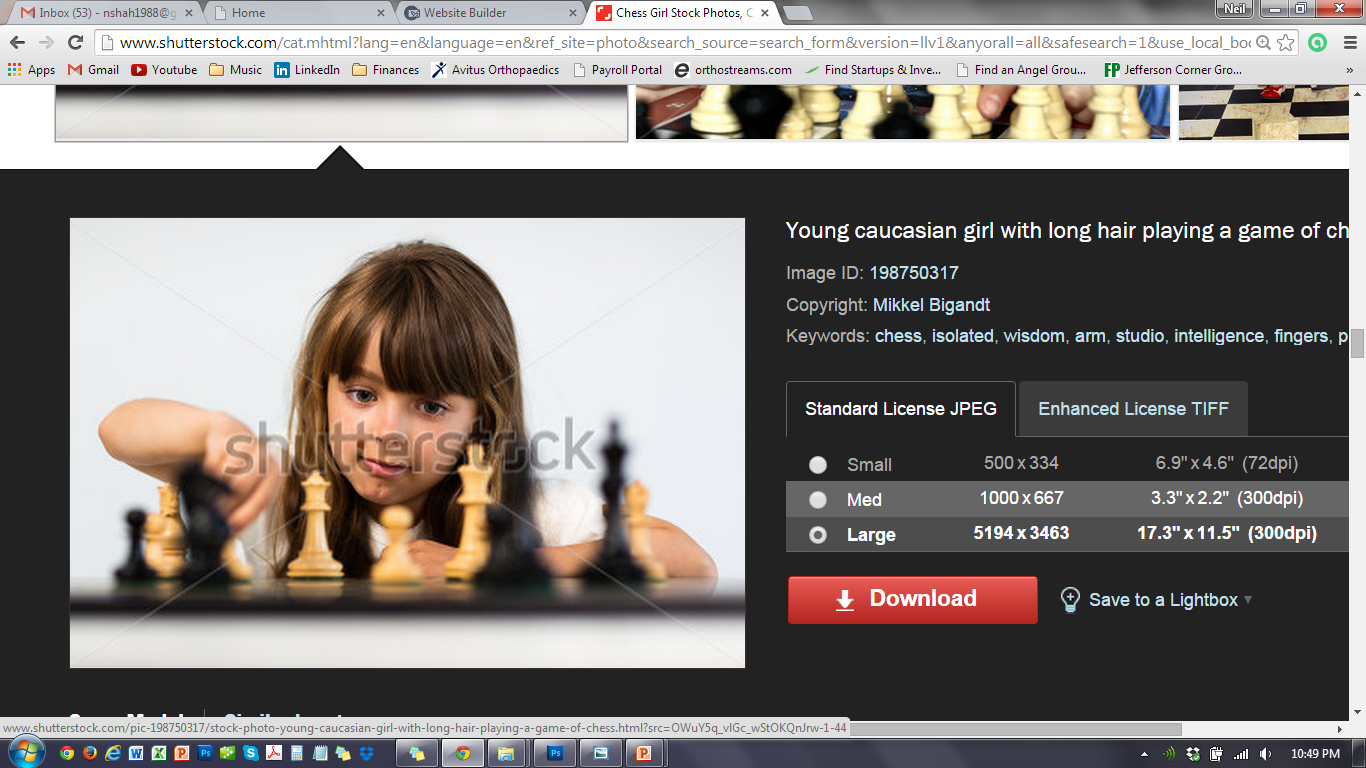 Inbox (53) - nshah1988@g
Home
Website Builder
Chess Girl Stock Photos, C
Neil
www.shutterstock.com/cat.mhtml?lang=en&language=en&ref_site=photo&search_source=search_form&version=llv1&anyorall=all&safesearch=1&use_local_boo
Apps Gmail Youtube Music LinkedIn Finances Avitus Orthopaedics Payroll Portal orthostreams.com Find Startups & Inve... Find an Angel Grou... FP Jefferson Corner Gro... »
Young caucasian girl with long hair playing a game of ch
Image ID: 198750317
Copyright: Mikkel Bigandt
Keywords: chess, isolated, wisdom, arm, studio, intelligence, fingers, p
Standard License JPEG
Enhanced License TIFF
Small 500 x 334 6.9" x 4.6" (72dpi)
Med 1000 x 667 3.3" x 2.2" (300dpi)
Large 5194 x 3463 17.3" x 11.5" (300dpi)
Download
Save to a Lightbox
shutterstock
www.shutterstock.com/pic-198750317/stock-photo-young-caucasian-girl-with-long-hair-playing-a-game-of-chess.html?src=OWuY5q_vIGc_wStOKQnJrw-1-44
10:49 PM